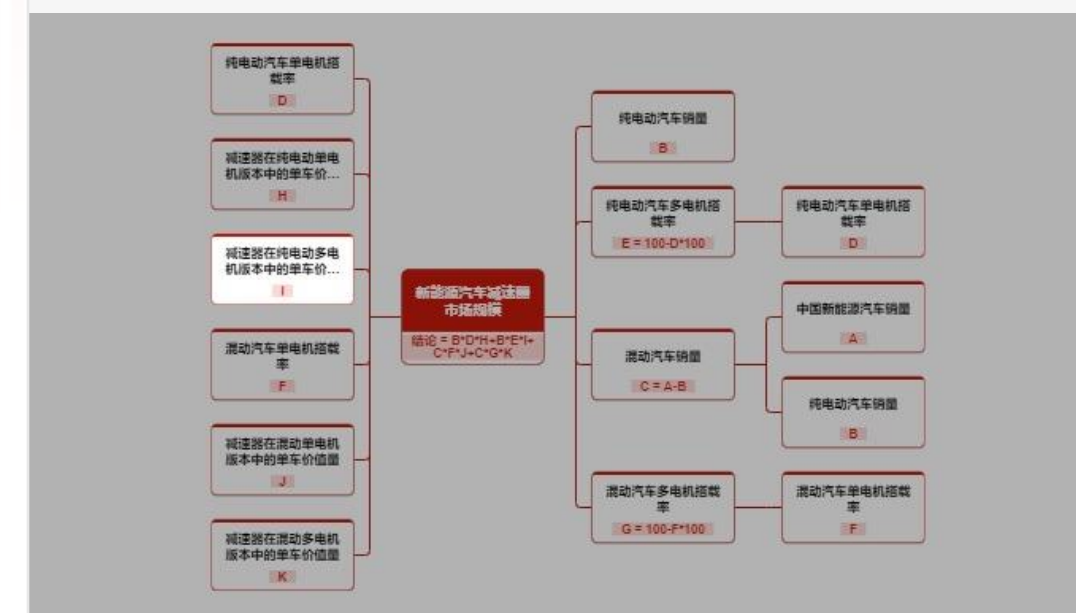 纯电动汽车单电机搭
载率
D
减速器在纯电动单电
机版本中的单车价...
H
减速器在纯电动多电
机版本中的单车价...
I
混动汽车单电机搭载
率
F
减速器在混动单电机
版本中的单车价值量
J
减速器在混动多电机
版本中的单车价值量
K
新能源汽车减速器
市场规模
结论 = B*D*H+B*E*I+
C*F*J+C*G*K
纯电动汽车销量
B
纯电动汽车多电机搭
载率
E = 100-D*100
混动汽车销量
C = A-B
混动汽车多电机搭载
率
G = 100-F*100
纯电动汽车单电机搭
载率
D
中国新能源汽车销量
A
纯电动汽车销量
B
混动汽车单电机搭载
率
F